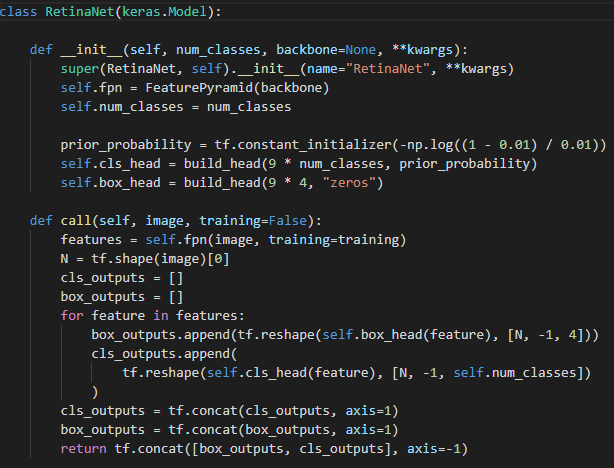 class RetinaNet(keras.Model):

    def __init__(self, num_classes, backbone=None, **kwargs):
        super(RetinaNet, self).__init__(name="RetinaNet", **kwargs)
        self.fpn = FeaturePyramid(backbone)
        self.num_classes = num_classes

        prior_probability = tf.constant_initializer(-np.log((1 - 0.01) / 0.01))
        self.cls_head = build_head(9 * num_classes, prior_probability)
        self.box_head = build_head(9 * 4, "zeros")

    def call(self, image, training=False):
        features = self.fpn(image, training=training)
        N = tf.shape(image)[0]
        cls_outputs = []
        box_outputs = []
        for feature in features:
            box_outputs.append(tf.reshape(self.box_head(feature), [N, -1, 4]))
            cls_outputs.append(
                tf.reshape(self.cls_head(feature), [N, -1, self.num_classes])
            )
        cls_outputs = tf.concat(cls_outputs, axis=1)
        box_outputs = tf.concat(box_outputs, axis=1)
        return tf.concat([box_outputs, cls_outputs], axis=-1)